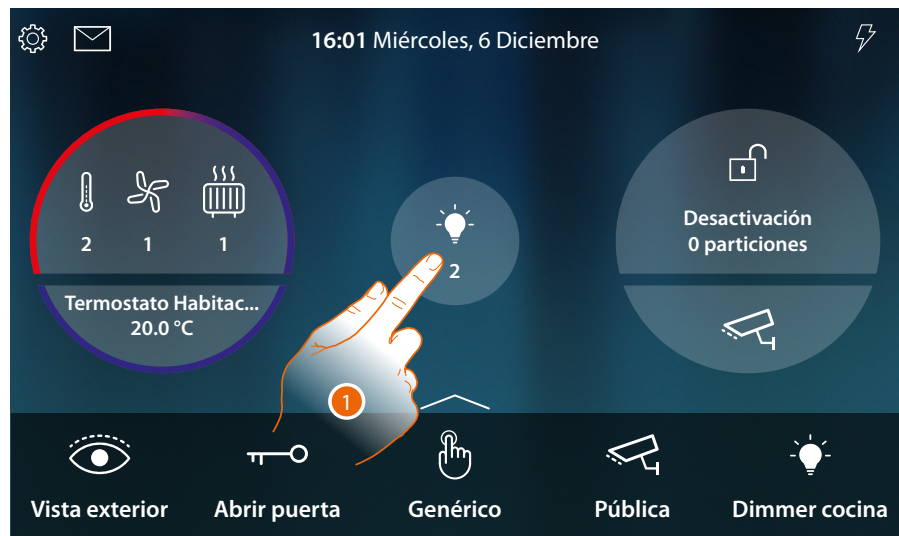 16:01 Miércoles, 6 Diciembre
2 1 1
Termostato Habitac...
20.0 °C
2
Desactivación
0 particiones
1
Vista exterior
Abrir puerta
Genérico
Pública
Dimmer cocina